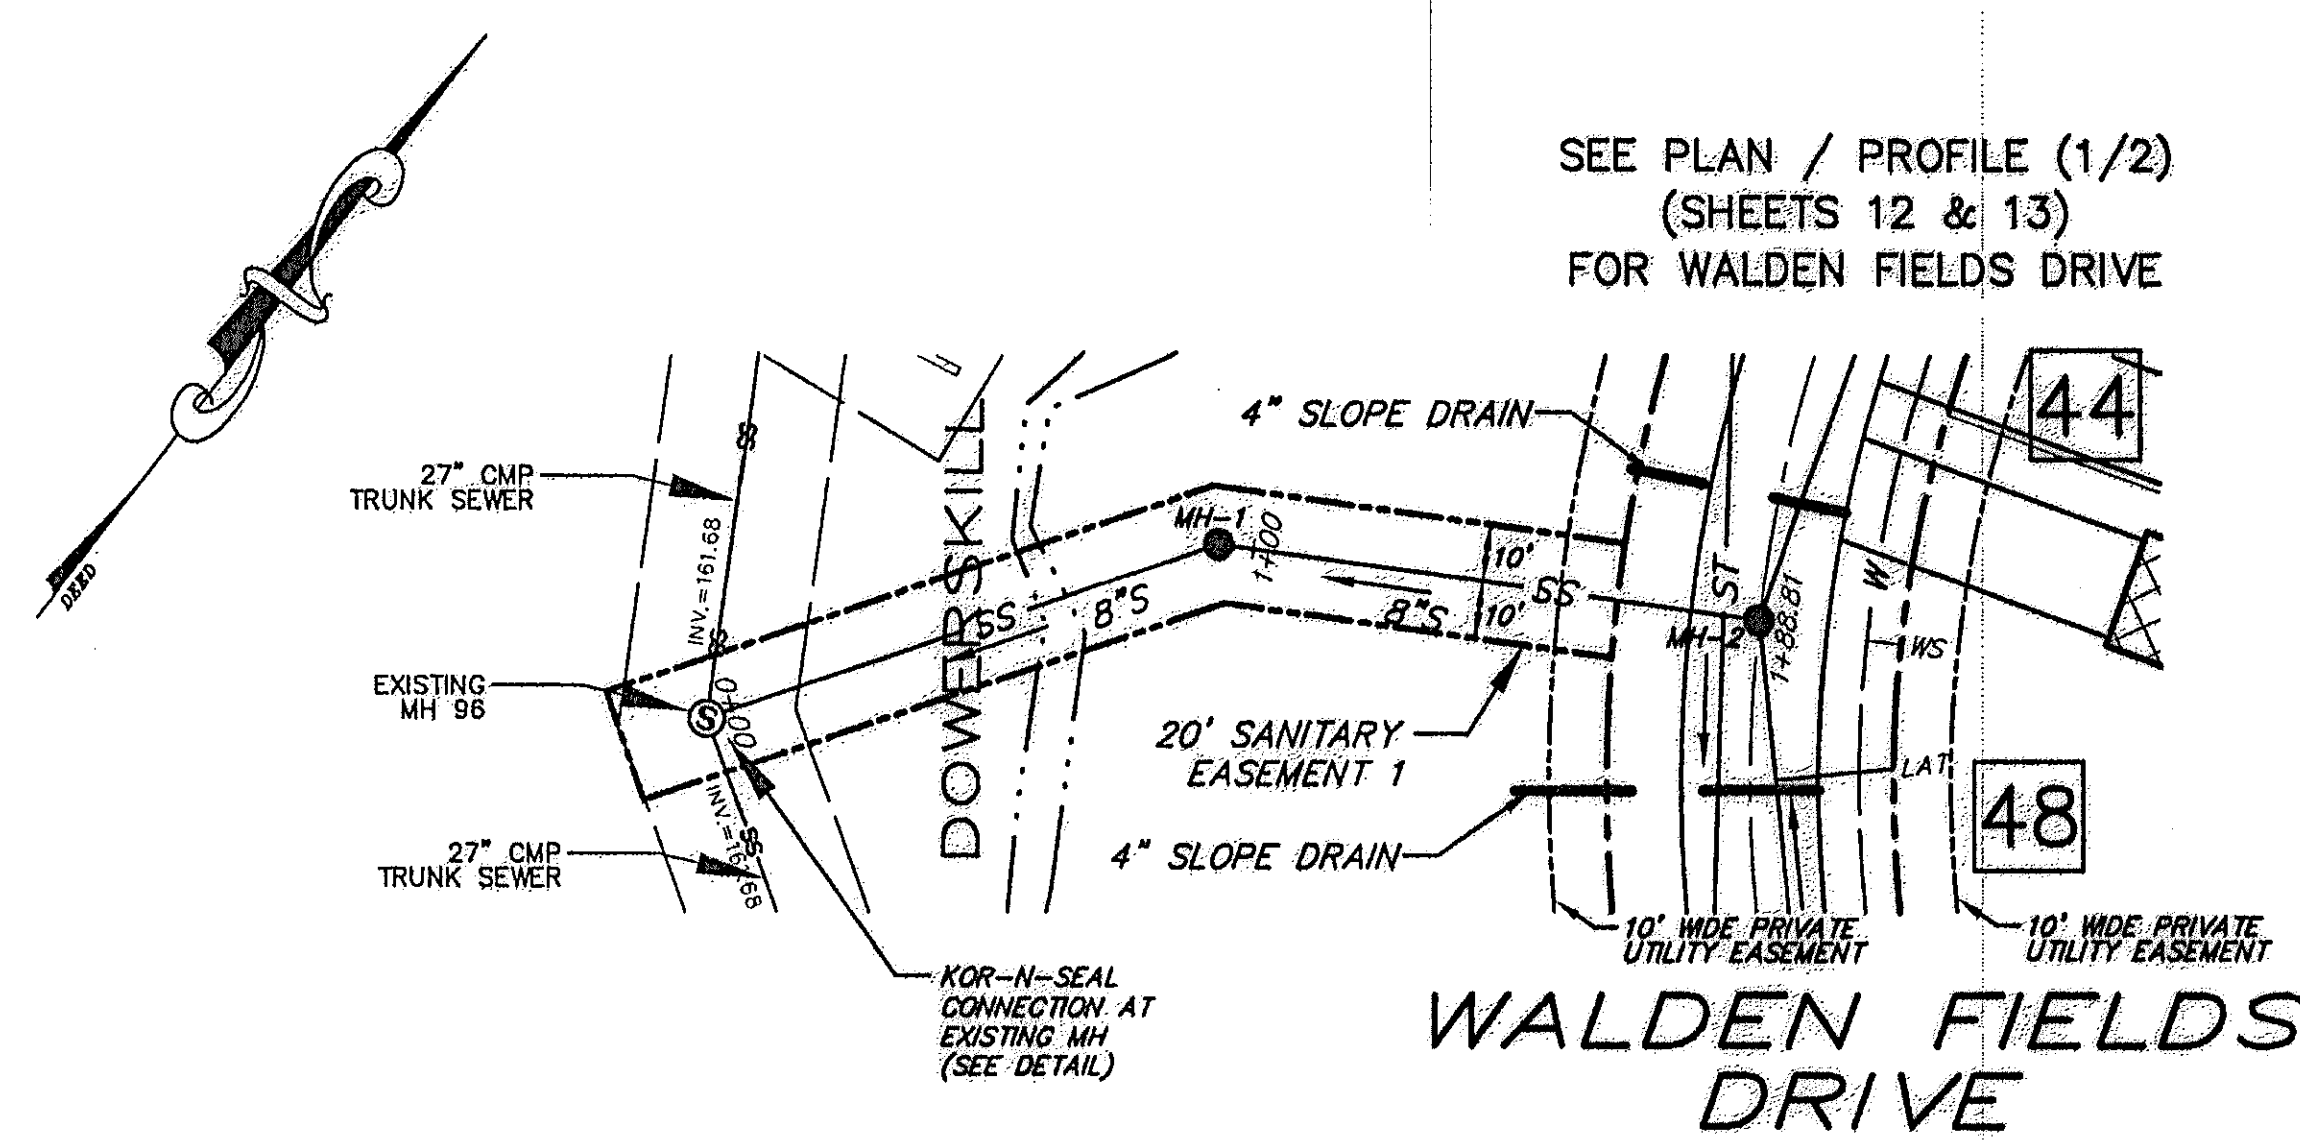 SEE PLAN / PROFILE (1/2)
(SHEETS 12 & 13)
FOR WALDEN FIELDS DRIVE
DEED
44
4" SLOPE DRAIN
27" CMP
TRUNK SEWER
SS
INV.=161.68
SS
DOWERSKILL
MH-1
1+00
10'
10'
SS
8"S
SS
8"S
ST
W
MH-2
1+88.81
WS
EXISTING
MH 96
S
0+00
20' SANITARY
EASEMENT 1
LAT
48
4" SLOPE DRAIN
27" CMP
TRUNK SEWER
INV.=161.68
SS
10' WIDE PRIVATE
UTILITY EASEMENT
10' WIDE PRIVATE
UTILITY EASEMENT
KOR-N-SEAL
CONNECTION AT
EXISTING MH
(SEE DETAIL)
WALDEN FIELDS
DRIVE